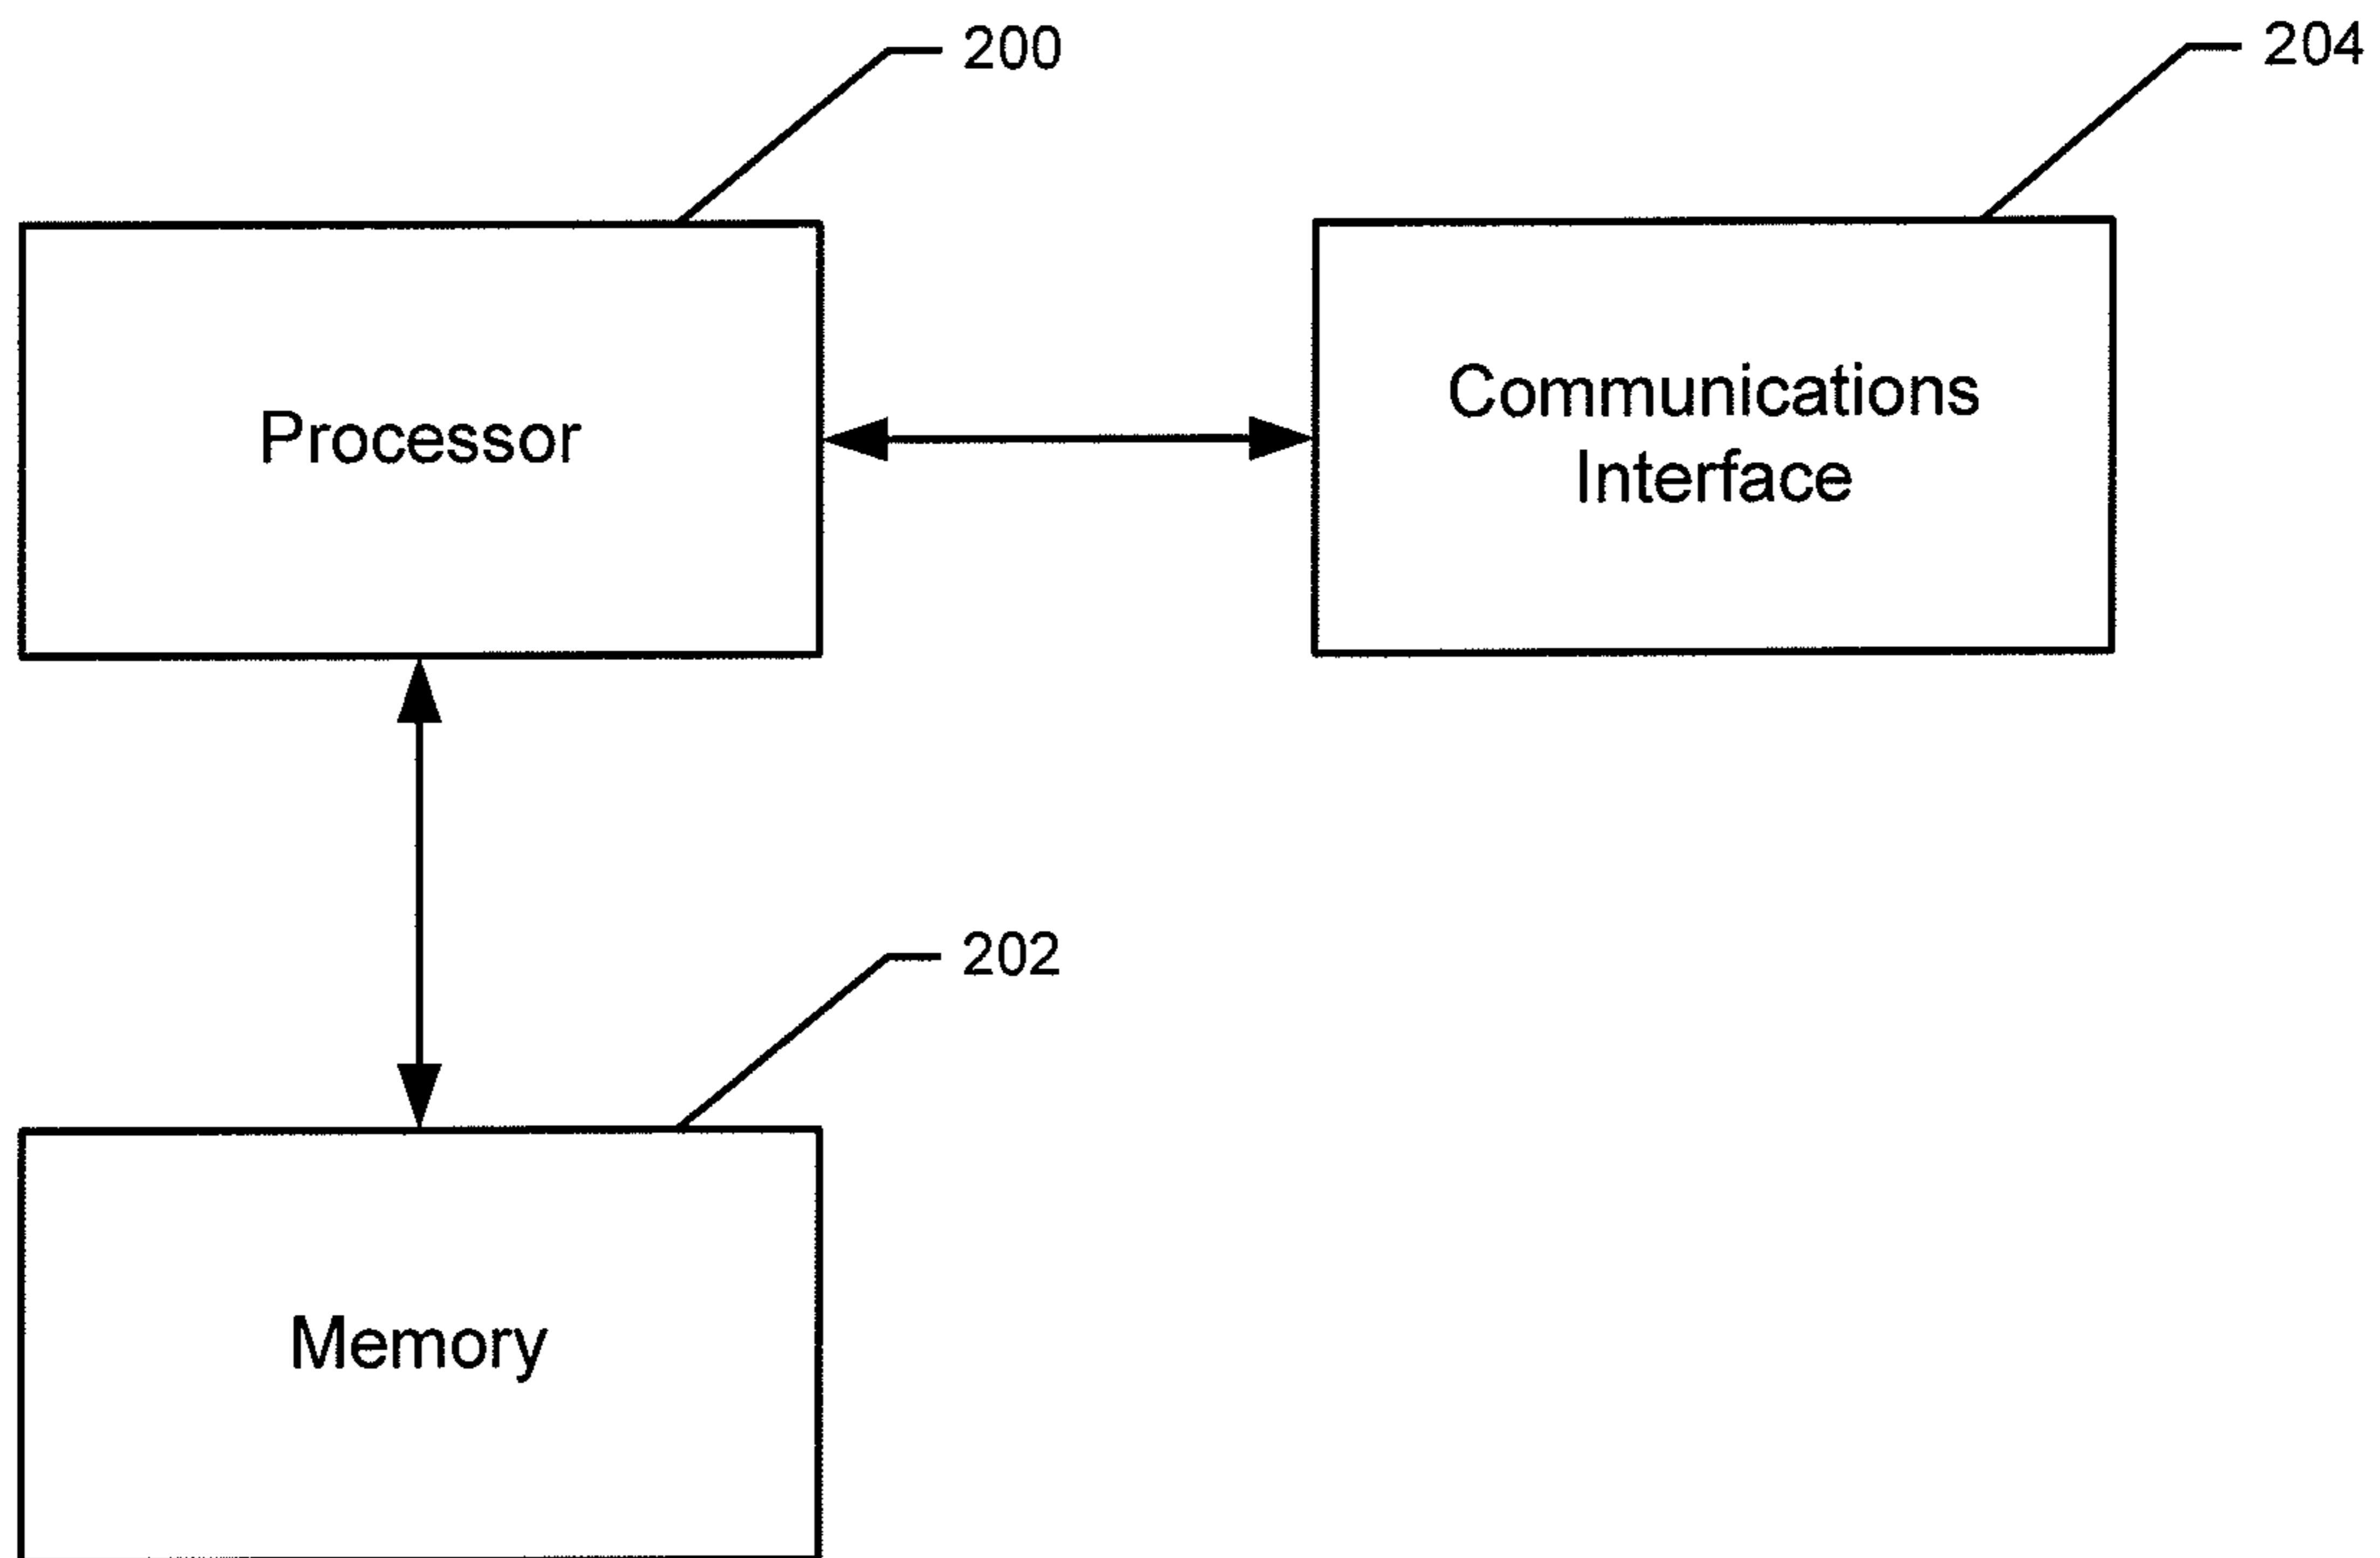 200
204
Processor
Communications
Interface
202
Memory